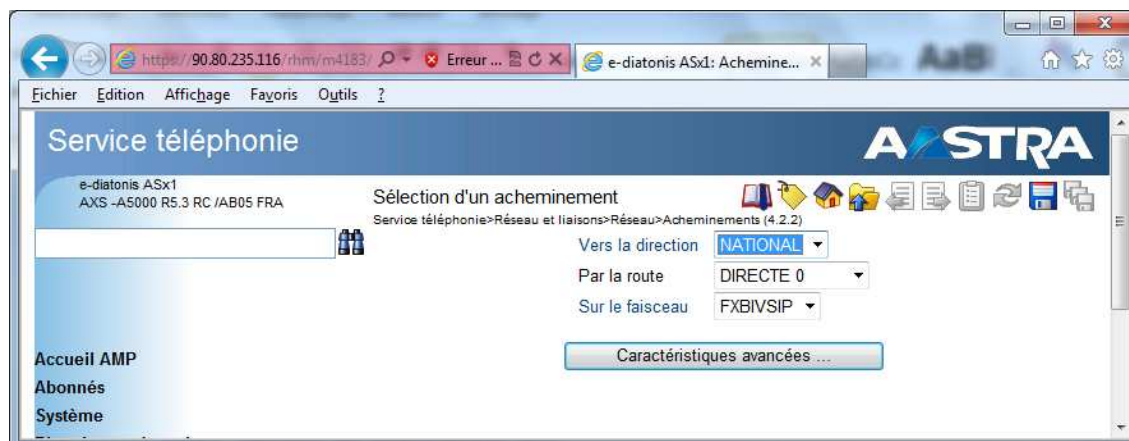 https://90.80.235.116/rhm/m4183/ Erreur ... e-diatonis ASx1: Achemine...
Fichier Edition Affichage Favoris Outils ?
Service téléphonie
AASTRA
e-diatonis ASx1
AXS -A5000 R5.3 RC /AB05 FRA
Sélection d'un acheminement
Service téléphonie>Réseau et liaisons>Réseau>Acheminements (4.2.2)
Vers la direction NATIONAL
Par la route DIRECTE 0
Sur le faisceau FXBIVSIP
Caractéristiques avancées ...
Accueil AMP
Abonnés
Système